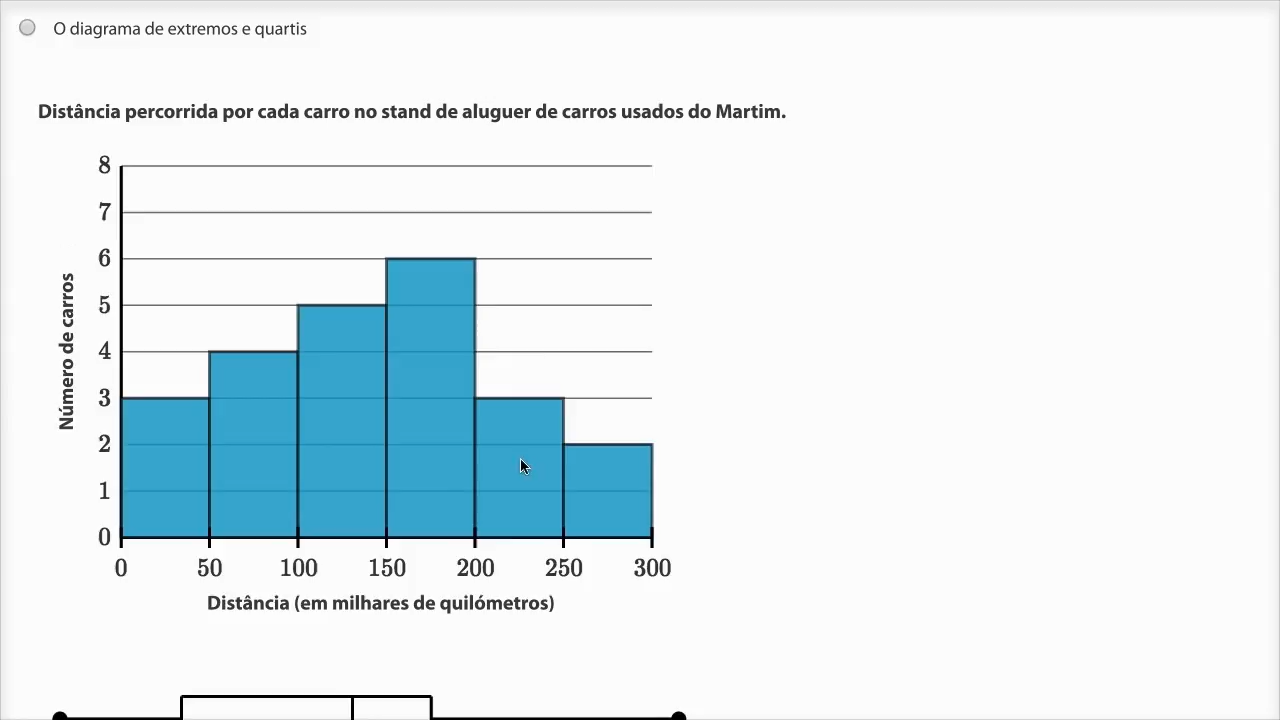 O diagrama de extremos e quartis
Distância percorrida por cada carro no stand de aluguer de carros usados do Martim.
8
7
6
5
4
3
2
1
0
Número de carros
0 50 100 150 200 250 300
Distância (em milhares de quilómetros)